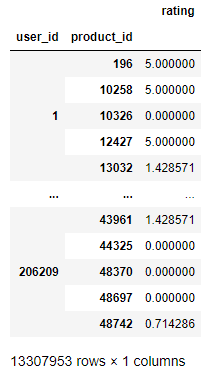 rating
user_id product_id
196 5.000000
10258 5.000000
1 10326 0.000000
12427 5.000000
13032 1.428571
... ... ...
43961 1.428571
44325 0.000000
206209 48370 0.000000
48697 0.000000
48742 0.714286
13307953 rows × 1 columns